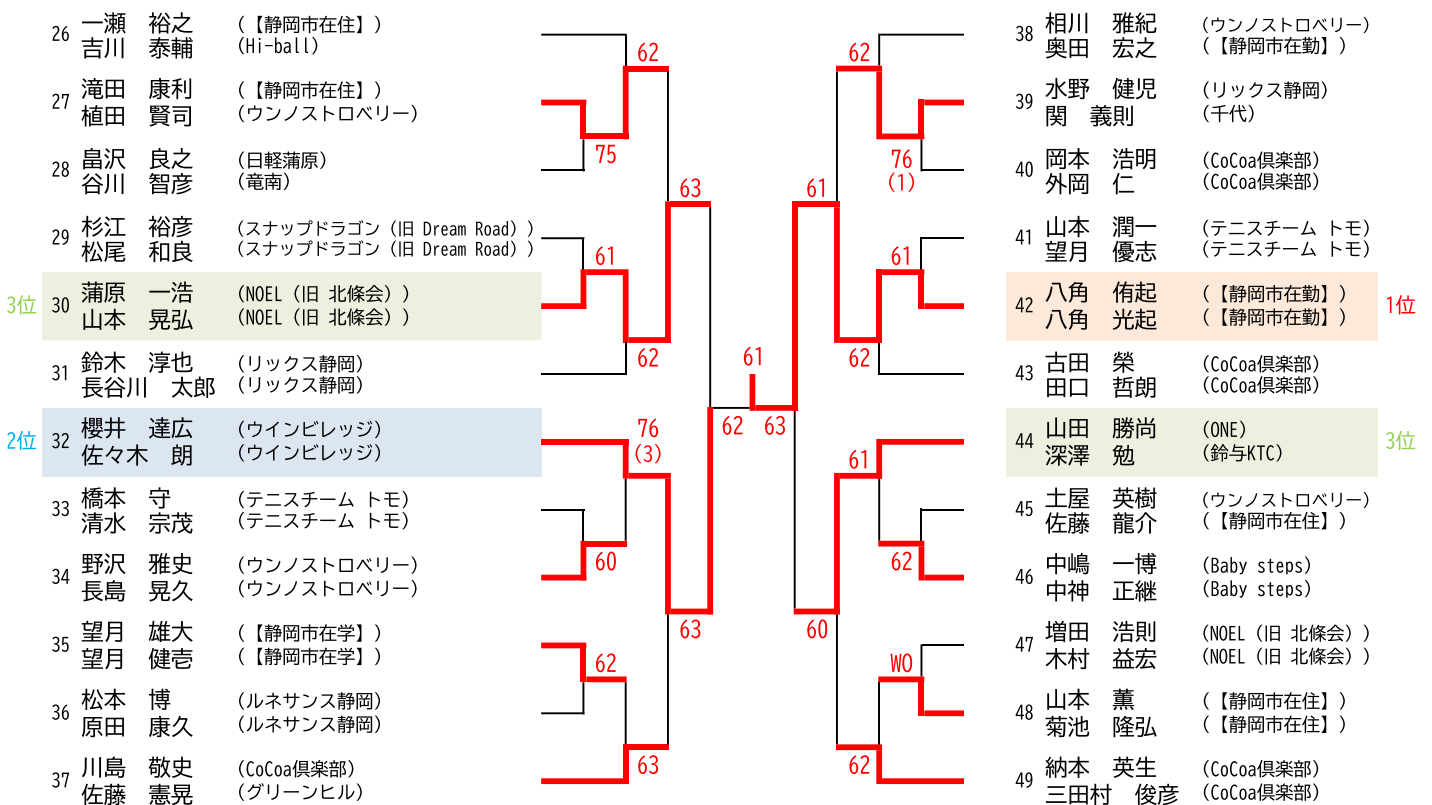 26 一瀬　裕之 (【静岡市在住】)
吉川　泰輔 (Hi-ball)
62
27 滝田　康利 (【静岡市在住】)
植田　賢司 (ウンノストロベリー)
75
28 畠沢　良之 (日軽蒲原)
谷川　智彦 (竜南)
63
29 杉江　裕彦 (スナップドラゴン（旧 Dream Road）)
松尾　和良 (スナップドラゴン（旧 Dream Road）)
61
3位 30 蒲原　一浩 (NOEL（旧 北條会）)
山本　晃弘 (NOEL（旧 北條会）)
62
31 鈴木　淳也 (リックス静岡)
長谷川　太郎 (リックス静岡)
61
62 63
2位 32 櫻井　達広 (ウインビレッジ)
佐々木　朗 (ウインビレッジ)
76
(3)
33 橋本　守 (テニスチーム トモ)
清水　宗茂 (テニスチーム トモ)
60
34 野沢　雅史 (ウンノストロベリー)
長島　晃久 (ウンノストロベリー)
63
35 望月　雄大 (【静岡市在学】)
望月　健壱 (【静岡市在学】)
62
36 松本　博 (ルネサンス静岡)
原田　康久 (ルネサンス静岡)
63
37 川島　敬史 (CoCoa倶楽部)
佐藤　憲晃 (グリーンヒル)
38 相川　雅紀 (ウンノストロベリー)
奥田　宏之 (【静岡市在勤】)
62
39 水野　健児 (リックス静岡)
関　義則 (千代)
76
(1)
40 岡本　浩明 (CoCoa倶楽部)
外岡　仁 (CoCoa倶楽部)
61
41 山本　潤一 (テニスチーム トモ)
望月　優志 (テニスチーム トモ)
61
42 八角　侑起 (【静岡市在勤】) 1位
八角　光起 (【静岡市在勤】)
62
43 古田　榮 (CoCoa倶楽部)
田口　哲朗 (CoCoa倶楽部)
44 山田　勝尚 (ONE) 3位
深澤　勉 (鈴与KTC)
61
45 土屋　英樹 (ウンノストロベリー)
佐藤　龍介 (【静岡市在住】)
62
46 中嶋　一博 (Baby steps)
中神　正継 (Baby steps)
60
47 増田　浩則 (NOEL（旧 北條会）)
木村　益宏 (NOEL（旧 北條会）)
WO
48 山本　薫 (【静岡市在住】)
菊池　隆弘 (【静岡市在住】)
62
49 納本　英生 (CoCoa倶楽部)
三田村　俊彦 (CoCoa倶楽部)